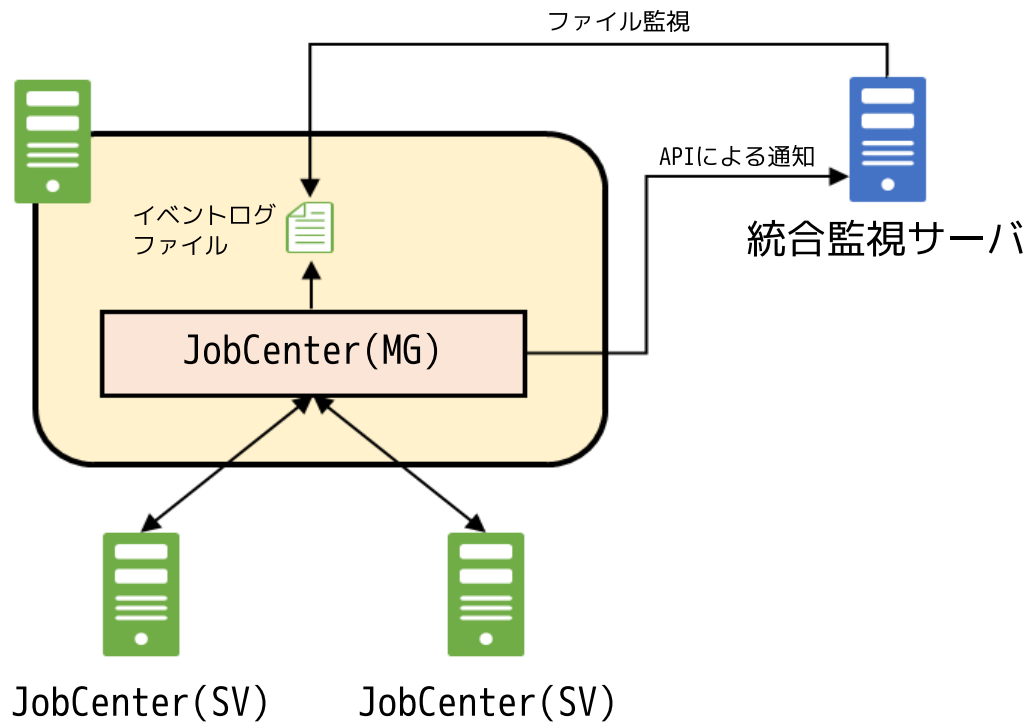 ファイル監視
APIによる通知
イベントログ
ファイル
統合監視サーバ
JobCenter(MG)
JobCenter(SV)
JobCenter(SV)